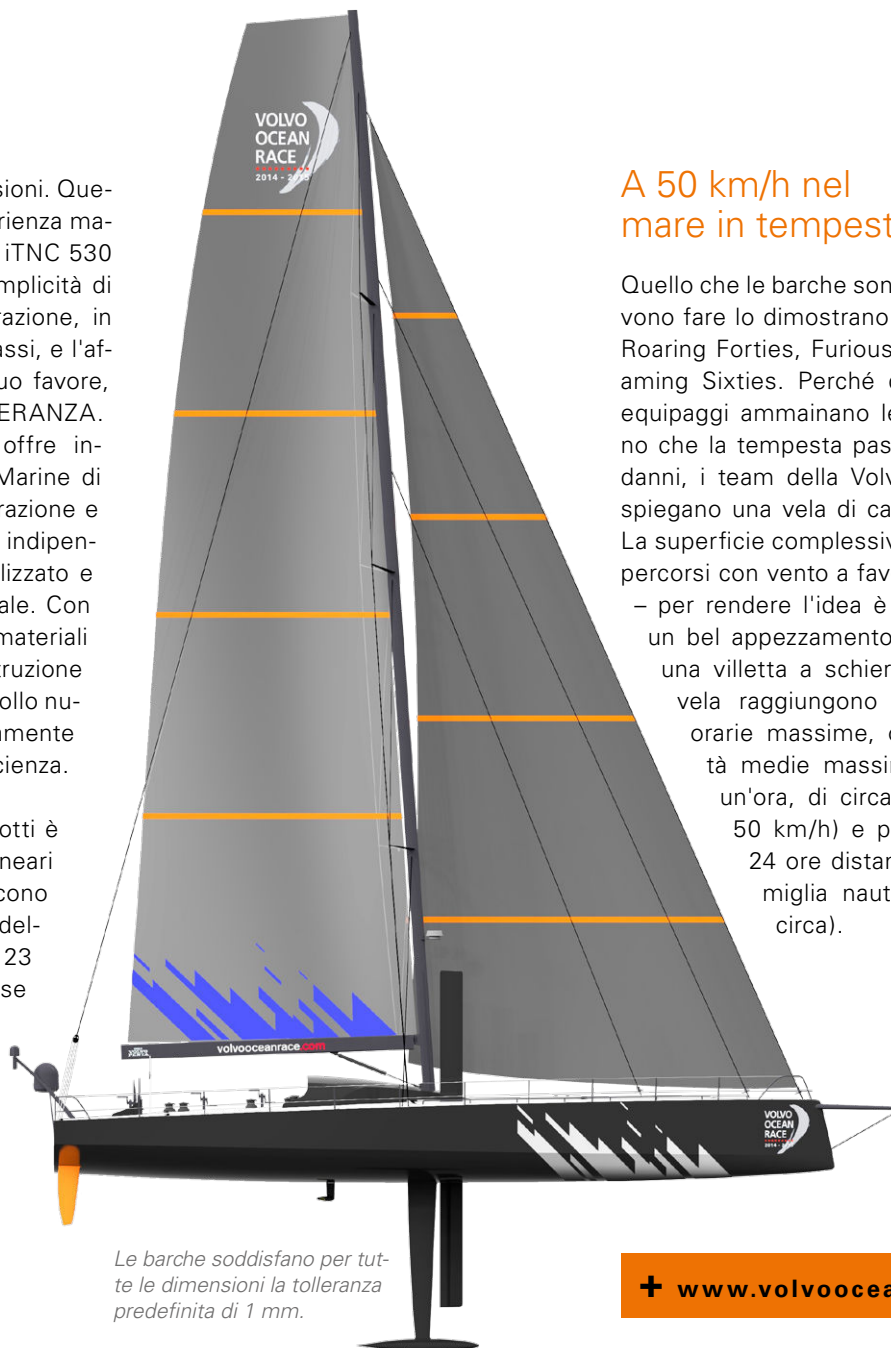 sioni. Que-
rienza ma-
iTNC 530
mplicità di
razione, in
assi, e l'af-
uo favore,
ERANZA.
offre in-
Marine di
razione e
indipen-
lizzato e
ale. Con
materiali
truzione
ollo nu-
amente
cienza.
otti è
neari
cono
del-
23
se
VOLVO
OCEAN
RACE
2014 - 2015
volvooceanrace.com
VOLVO
OCEAN
RACE
2014 - 2015
Le barche soddisfano per tut-
te le dimensioni la tolleranza
predefinita di 1 mm.
A 50 km/h nel
mare in tempest
Quello che le barche son
vono fare lo dimostrano
Roaring Forties, Furious
aming Sixties. Perché
equipaggi ammainano le
no che la tempesta pas
danni, i team della Volv
spiegano una vela di ca
La superficie complessiv
percorsi con vento a fav
– per rendere l'idea è
un bel appezzamento
una villetta a schier
vela raggiungono
orarie massime,
tà medie massi
un'ora, di circa
50 km/h) e p
24 ore distan
miglia naut
circa).
+ www.volvoocea